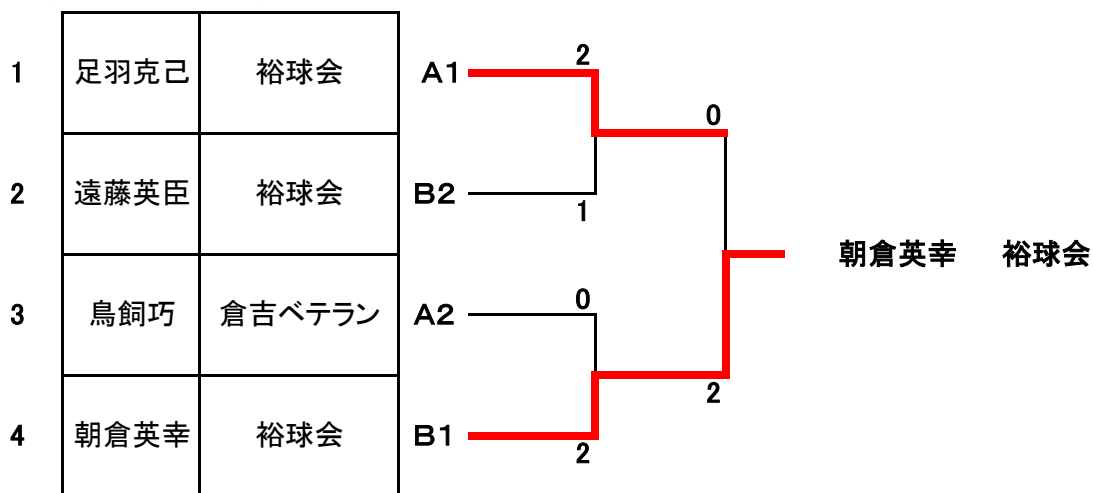 1 足羽克己 裕球会 A1 2
0
2 遠藤英臣 裕球会 B2 1
朝倉英幸 裕球会
3 鳥飼巧 倉吉ベテラン A2 0
2
4 朝倉英幸 裕球会 B1 2